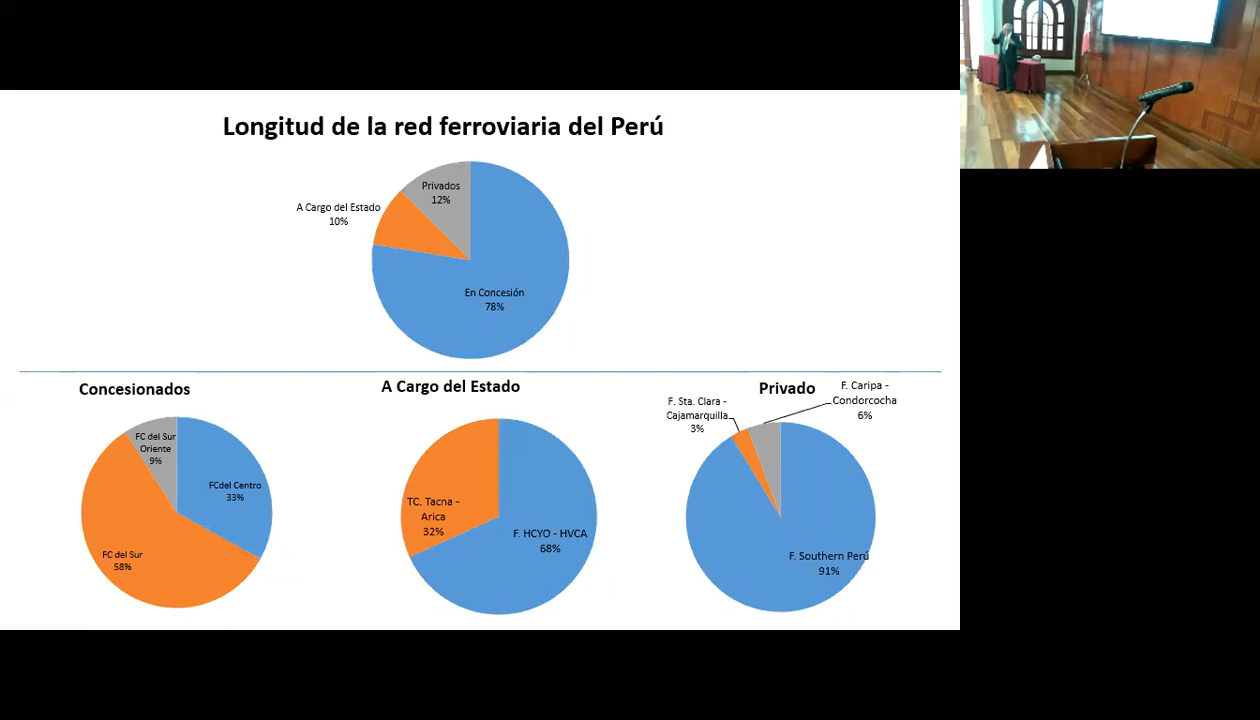 Longitud de la red ferroviaria del Perú
Privados
12%
A Cargo del Estado
10%
En Concesión
78%
Concesionados
FC del Sur
Oriente
9%
FCdel Centro
33%
FC del Sur
58%
A Cargo del Estado
TC. Tacna -
Arica
32%
F. HCYO - HVCA
68%
Privado
F. Sta. Clara -
Cajamarquilla
3%
F. Caripa -
Condorcocha
6%
F. Southern Perú
91%